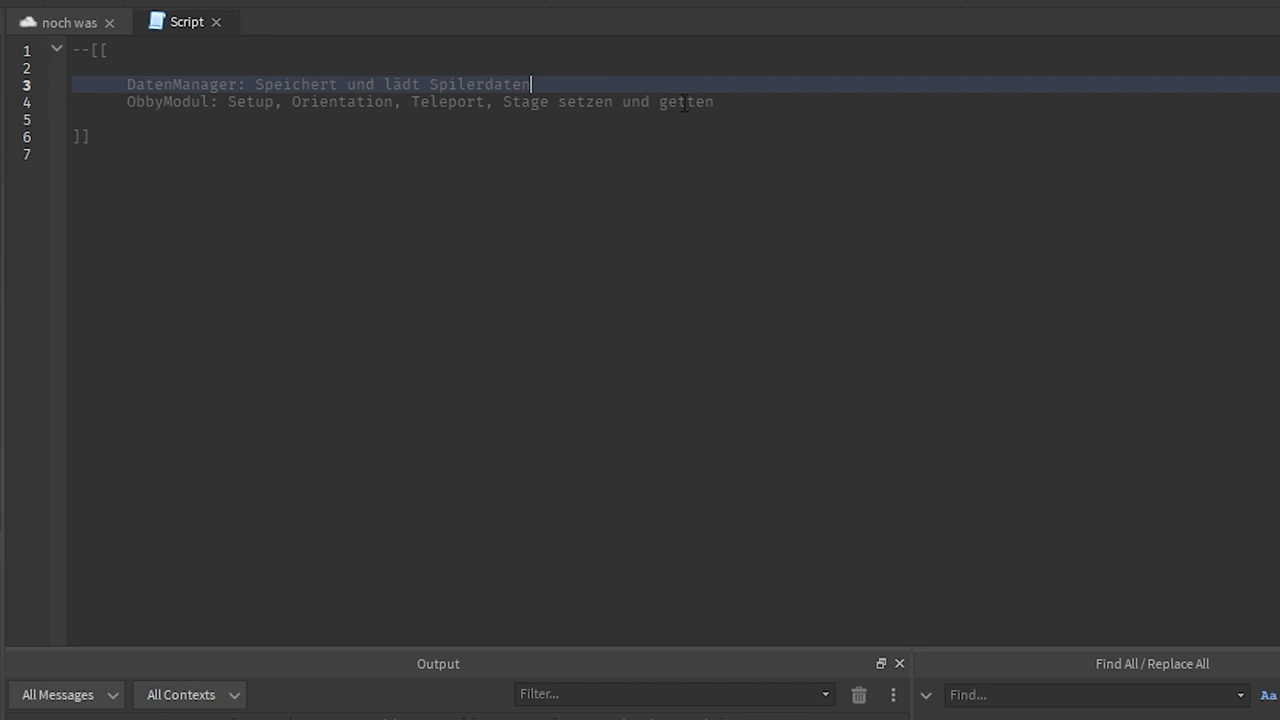 noch was
Script
1 --[[
2
3 DatenManager: Speichert und lädt Spilerdaten
4 ObbyModul: Setup, Orientation, Teleport, Stage setzen und getten
5
6 ]]
7
Output
Find All / Replace All
All Messages
All Contexts
Filter...
Find...
Aa